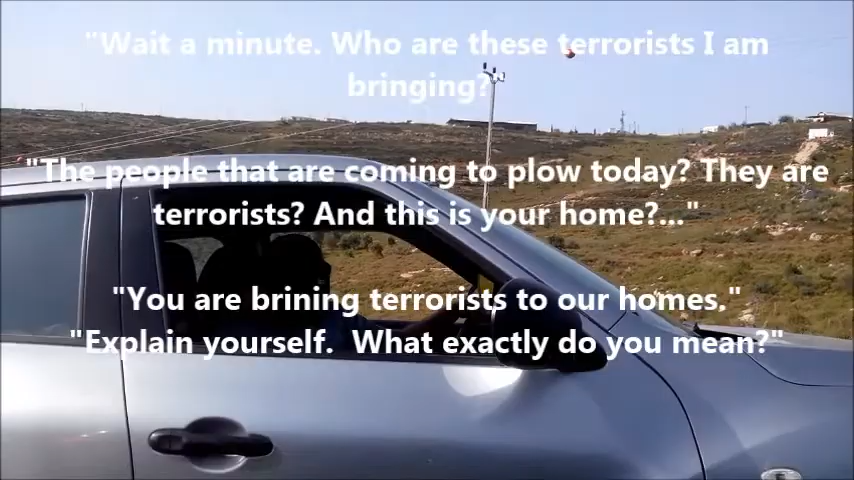 "Wait a minute. Who are these terrorists I am
bringing?"
"The people that are coming to plow today? They are
terrorists? And this is your home?..."
"You are brining terrorists to our homes."
"Explain yourself. What exactly do you mean?"